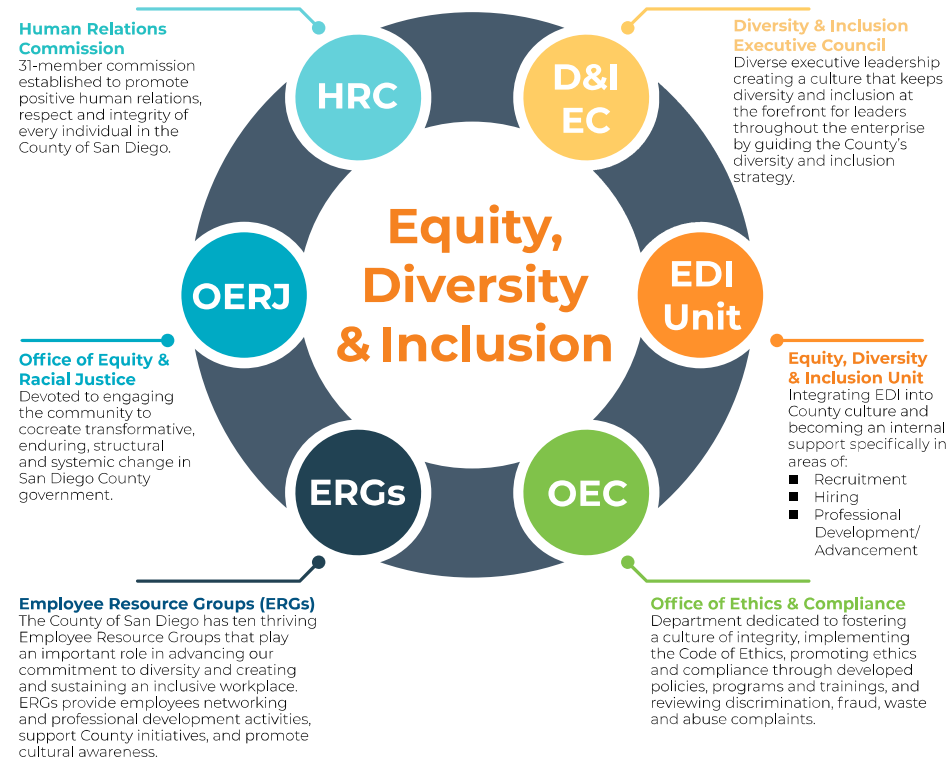 Human Relations
Commission
31-member commission
established to promote
positive human relations,
respect and integrity of
every individual in the
County of San Diego.
HRC
D&I
EC
Diversity & Inclusion
Executive Council
Diverse executive leadership
creating a culture that keeps
diversity and inclusion at
the forefront for leaders
throughout the enterprise
by guiding the County's
diversity and inclusion
strategy.
Equity,
Diversity
& Inclusion
OERJ
Office of Equity &
Racial Justice
Devoted to engaging
the community to
cocreate transformative,
enduring, structural
and systemic change in
San Diego County
government.
EDI
Unit
Equity, Diversity
& Inclusion Unit
Integrating EDI into
County culture and
becoming an internal
support specifically in
areas of:
■ Recruitment
■ Hiring
■ Professional
Development/
Advancement
ERGs
Employee Resource Groups (ERGs)
The County of San Diego has ten thriving
Employee Resource Groups that play
an important role in advancing our
commitment to diversity and creating
and sustaining an inclusive workplace.
ERGs provide employees networking
and professional development activities,
support County initiatives, and promote
cultural awareness.
OEC
Office of Ethics & Compliance
Department dedicated to fostering
a culture of integrity, implementing
the Code of Ethics, promoting ethics
and compliance through developed
policies, programs and trainings, and
reviewing discrimination, fraud, waste
and abuse complaints.